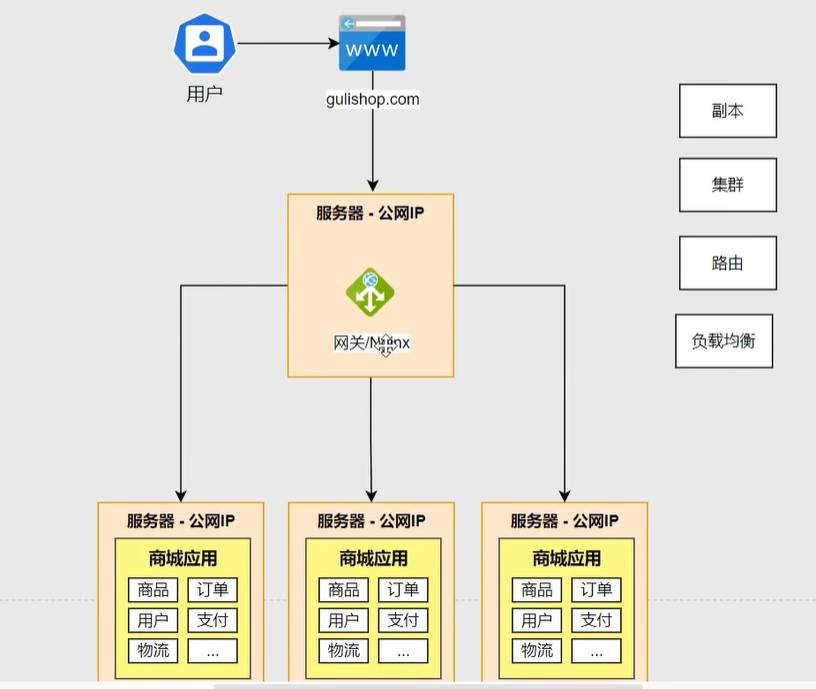 www
用户
gulishop.com
副本
集群
路由
负载均衡
服务器 - 公网IP
网关/
服务器 - 公网IP
商城应用
商品 订单
用户 支付
物流 ...
服务器 - 公网IP
商城应用
商品 订单
用户 支付
物流 ...
服务器 - 公网IP
商城应用
商品 订单
用户 支付
物流 ...